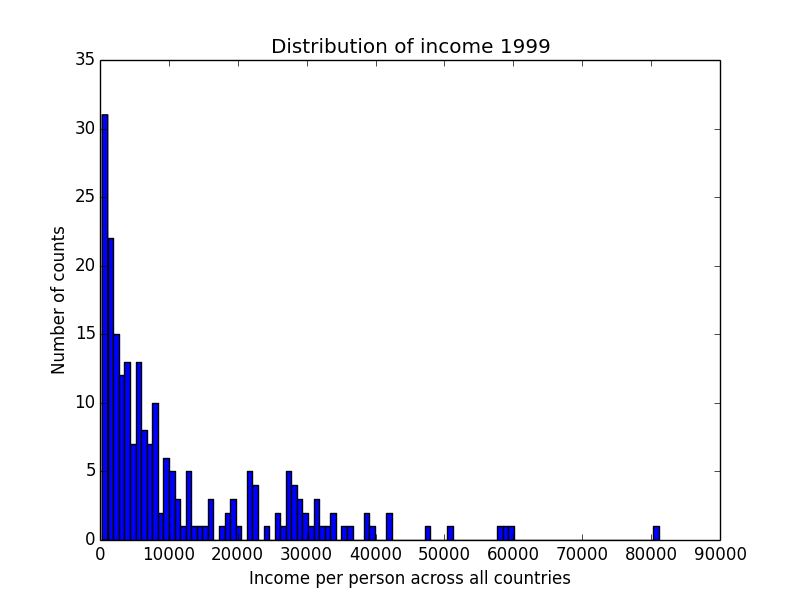 Distribution of income 1999
35
30
25
20
15
10
5
0
0 10000 20000 30000 40000 50000 60000 70000 80000 90000
Number of counts
Income per person across all countries